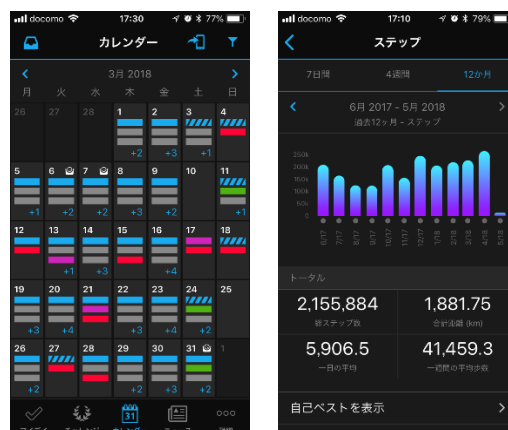 docomo 17:30 77%
カレンダー
3月 2018
月 火 水 木 金 土 日
26 27 28 1 2 3 4
+2 +3 +1
5 6 7 8 9 10 11
+1 +2 +2 +3 +2 +1
12 13 14 15 16 17 18
+1 +3 +4
19 20 21 22 23 24 25
+3 +4 +2 +3 +2
26 27 28 29 30 31 1
+2 +2 +3 +2
31
docomo 17:10 79%
ステップ
7日間 4週間 12か月
6月 2017 - 5月 2018
過去12ヶ月 - ステップ
250k
200k
150k
100k
50k
0
6/17 7/17 8/17 9/17 10/17 11/17 12/17 1/18 2/18 3/18 4/18 5/18
トータル
2,155,884 1,881.75
総ステップ数 合計距離 (km)
5,906.5 41,459.3
一日の平均 一週間の平均歩数
自己ベストを表示